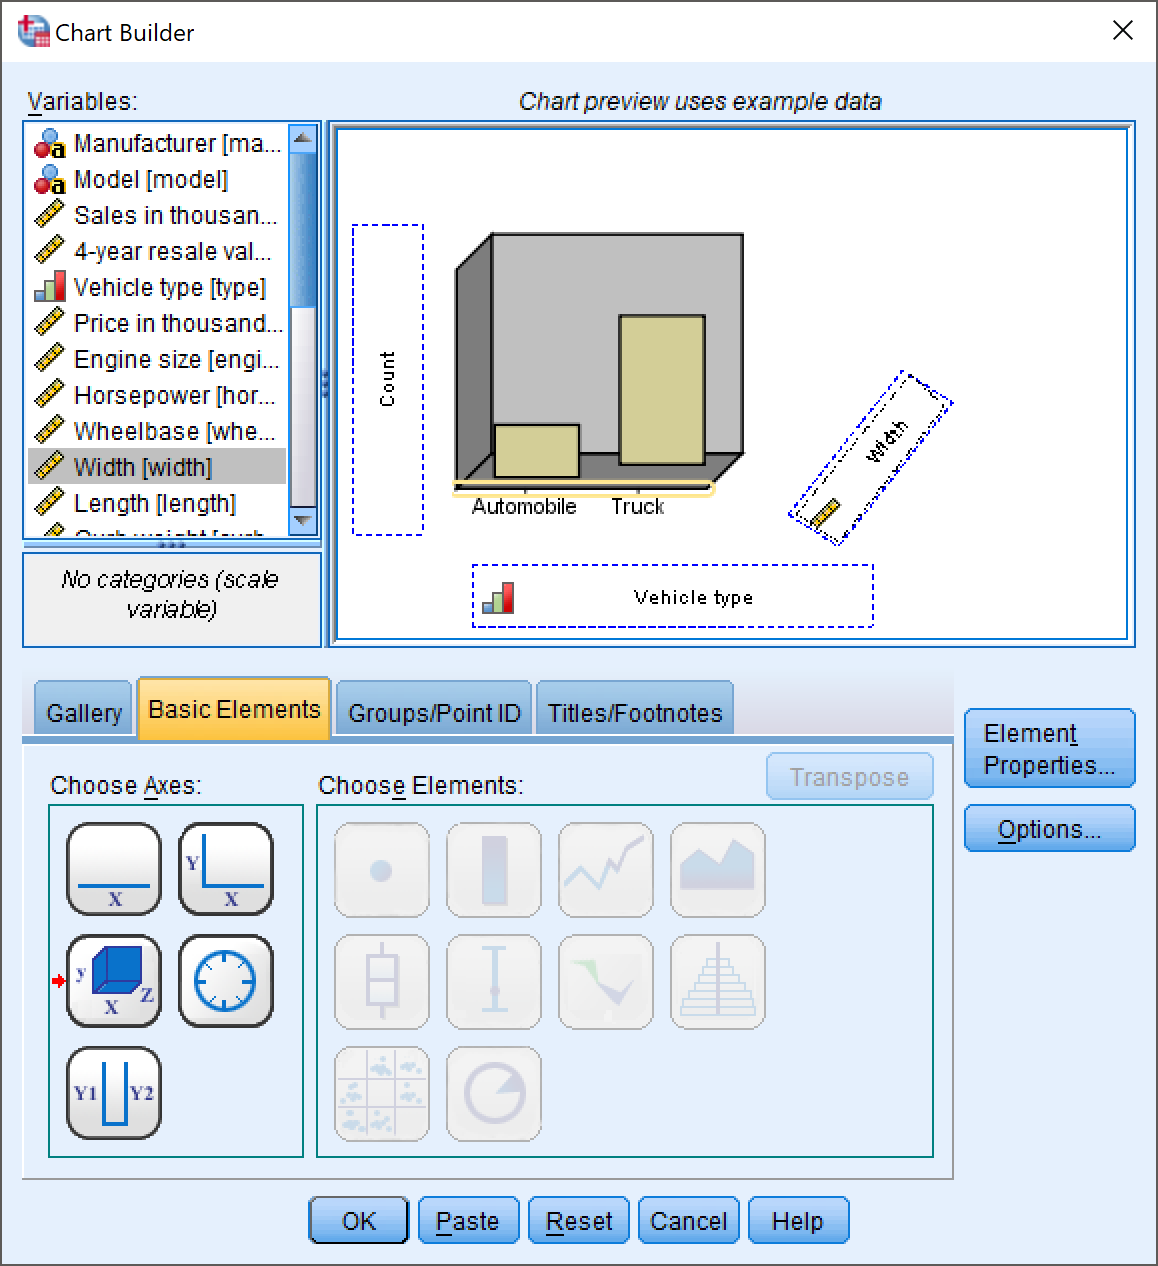 Chart Builder
Variables:
Chart preview uses example data
Manufacturer [ma...
Model [model]
Sales in thousan...
4-year resale val...
Vehicle type [type]
Price in thousand...
Engine size [engi...
Horsepower [hor...
Wheelbase [whe...
Width [width]
Length [length]
No categories (scale
variable)
Count
Automobile Truck
Width
Vehicle type
Gallery Basic Elements Groups/Point ID Titles/Footnotes
Element
Properties...
Options...
Choose Axes:
Choose Elements:
Transpose
X
Y X
y X Z
Y1 Y2
OK Paste Reset Cancel Help